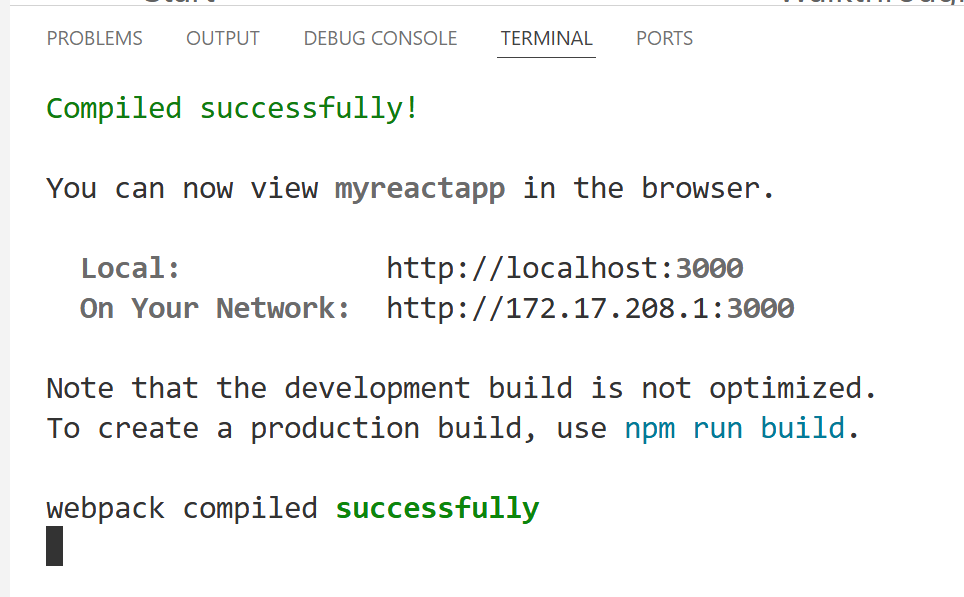 PROBLEMS OUTPUT DEBUG CONSOLE TERMINAL PORTS
Compiled successfully!
You can now view myreactapp in the browser.
Local: http://localhost:3000
On Your Network: http://172.17.208.1:3000
Note that the development build is not optimized.
To create a production build, use npm run build.
webpack compiled successfully